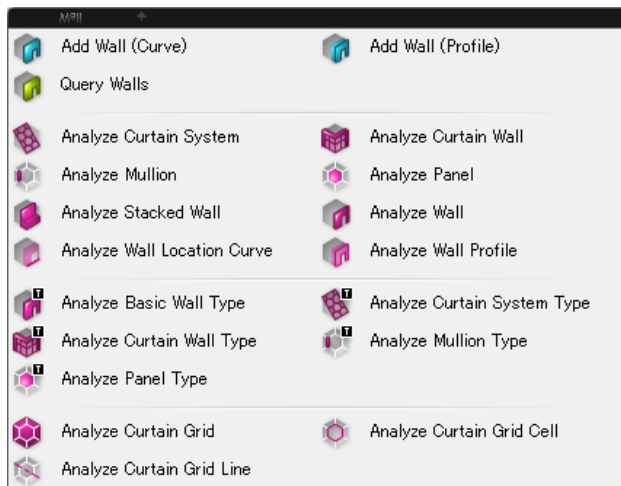 Wall
Add Wall (Curve) Add Wall (Profile)
Query Walls
Analyze Curtain System Analyze Curtain Wall
Analyze Mullion Analyze Panel
Analyze Stacked Wall Analyze Wall
Analyze Wall Location Curve Analyze Wall Profile
T T
Analyze Basic Wall Type Analyze Curtain System Type
T T
Analyze Curtain Wall Type Analyze Mullion Type
T
Analyze Panel Type
Analyze Curtain Grid Analyze Curtain Grid Cell
Analyze Curtain Grid Line